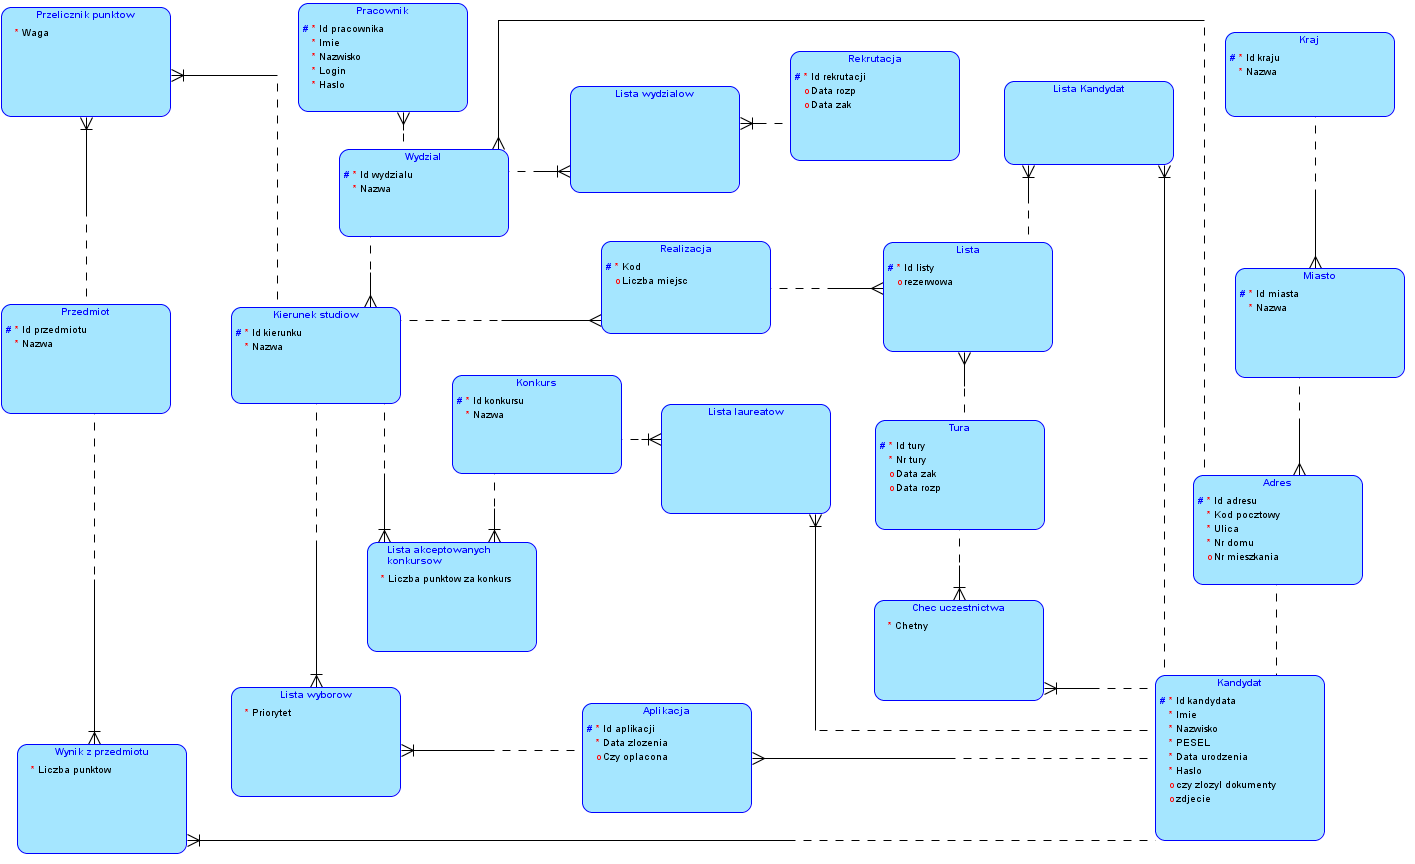 Przelicznik punktow
* Waga
Pracownik
# * Id pracownika
* Imie
* Nazwisko
* Login
* Haslo
Rekrutacja
# * Id rekrutacji
o Data rozp
o Data zak
Kraj
# * Id kraju
* Nazwa
Lista wydzialow
Lista Kandydat
Wydzial
# * Id wydzialu
* Nazwa
Realizacja
# * Kod
o Liczba miejsc
Lista
# * Id listy
o rezerwowa
Miasto
# * Id miasta
* Nazwa
Przedmiot
# * Id przedmiotu
* Nazwa
Kierunek studiow
# * Id kierunku
* Nazwa
Konkurs
# * Id konkursu
* Nazwa
Lista laureatow
Tura
# * Id tury
* Nr tury
o Data zak
o Data rozp
Adres
# * Id adresu
* Kod pocztowy
* Ulica
* Nr domu
o Nr mieszkania
Lista akceptowanych
konkursow
* Liczba punktow za konkurs
Chec uczestnictwa
* Chetny
Lista wyborow
* Priorytet
Aplikacja
# * Id aplikacji
* Data zlozenia
o Czy oplacona
Kandydat
# * Id kandydata
* Imie
* Nazwisko
* PESEL
* Data urodzenia
* Haslo
o czy zlozyl dokumenty
o zdjecie
Wynik z przedmiotu
* Liczba punktow